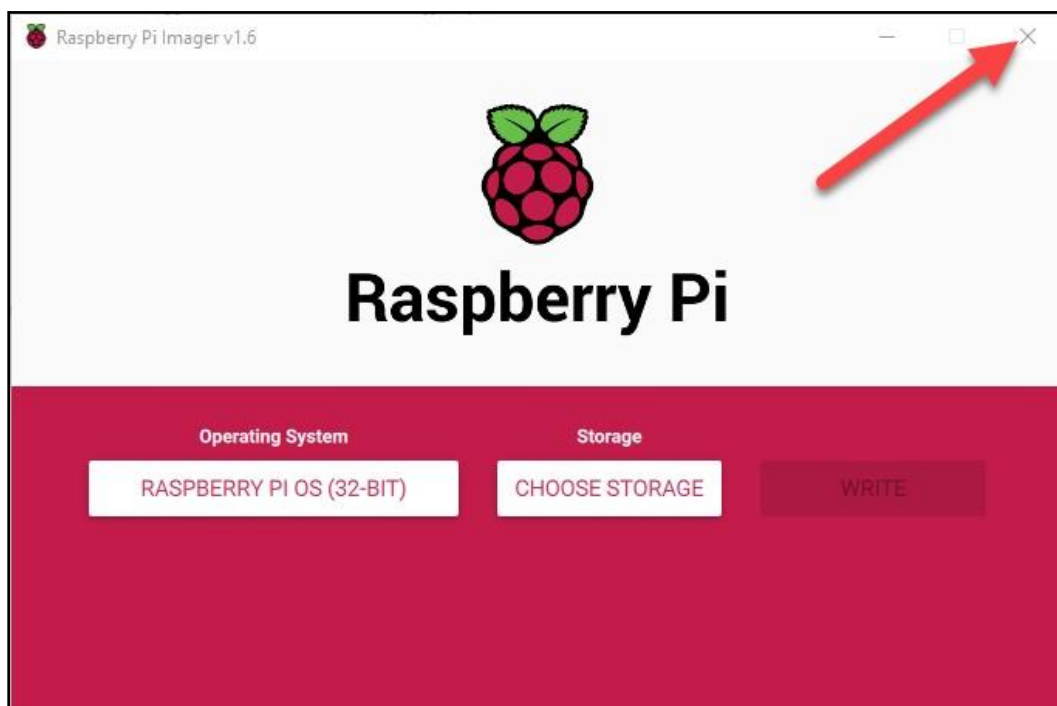 Raspberry Pi Imager v1.6
Raspberry Pi
Operating System
Storage
RASPBERRY PI OS (32-BIT)
CHOOSE STORAGE
WRITE